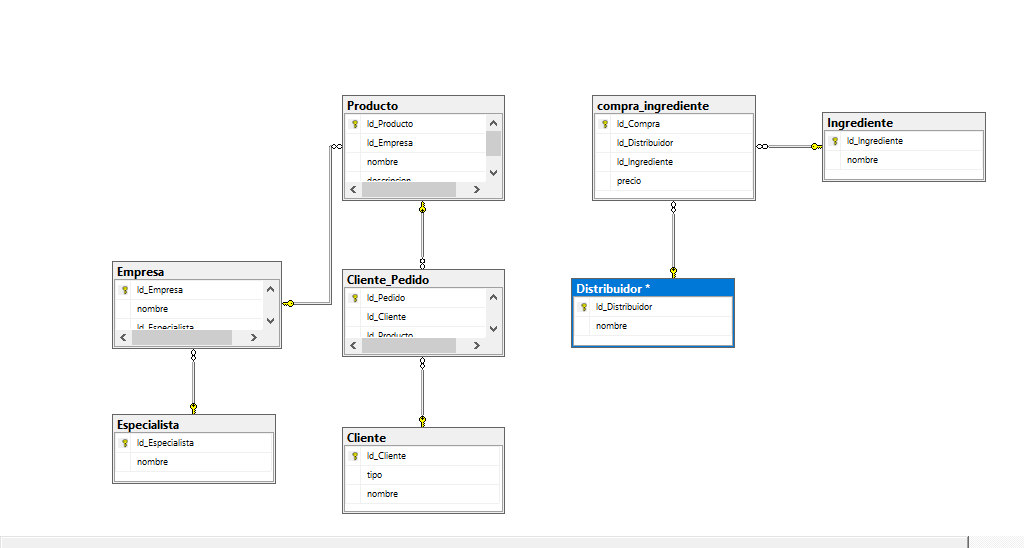 Producto
Id_Producto
Id_Empresa
nombre
descripcion
compra_ingrediente
Id_Compra
Id_Distribuidor
Id_Ingrediente
precio
Ingrediente
Id_Ingrediente
nombre
Empresa
Id_Empresa
nombre
Id_Especialista
Cliente_Pedido
Id_Pedido
Id_Cliente
Id_Producto
Distribuidor *
Id_Distribuidor
nombre
Especialista
Id_Especialista
nombre
Cliente
Id_Cliente
tipo
nombre